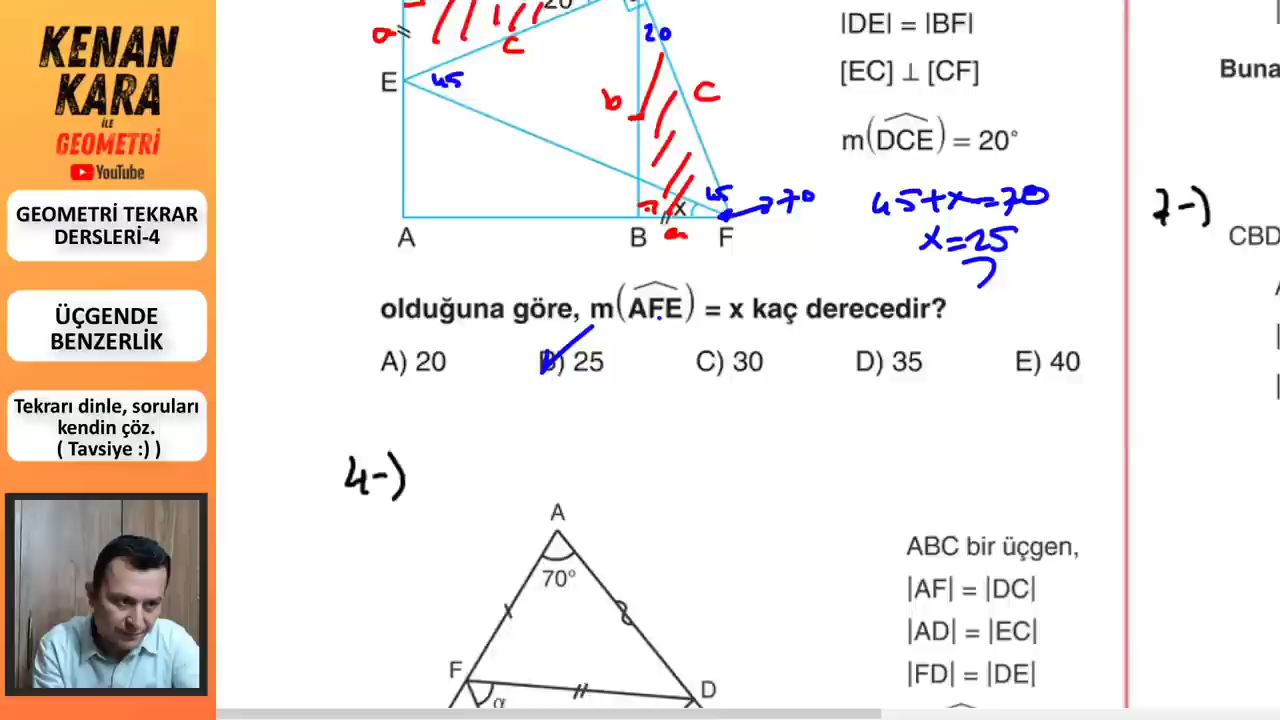 KENAN
KARA
İLE
GEOMETRİ
YouTube
GEOMETRİ TEKRAR
DERSLERİ-4
ÜÇGENDE
BENZERLİK
Tekrarı dinle, soruları
kendin çöz.
( Tavsiye :) )
20
a
c
E
45
20
b
c
45
x
70
A
B
a
F
|DE| = |BF|
[EC] ⊥ [CF]
m(DCE) = 20°
45+x=70
x=25
olduğuna göre, m(AFE) = x kaç derecedir?
A) 20 B) 25 C) 30 D) 35 E) 40
4-)
A
70°
F
D
α
ABC bir üçgen,
|AF| = |DC|
|AD| = |EC|
|FD| = |DE|
Buna
7-)
CBD